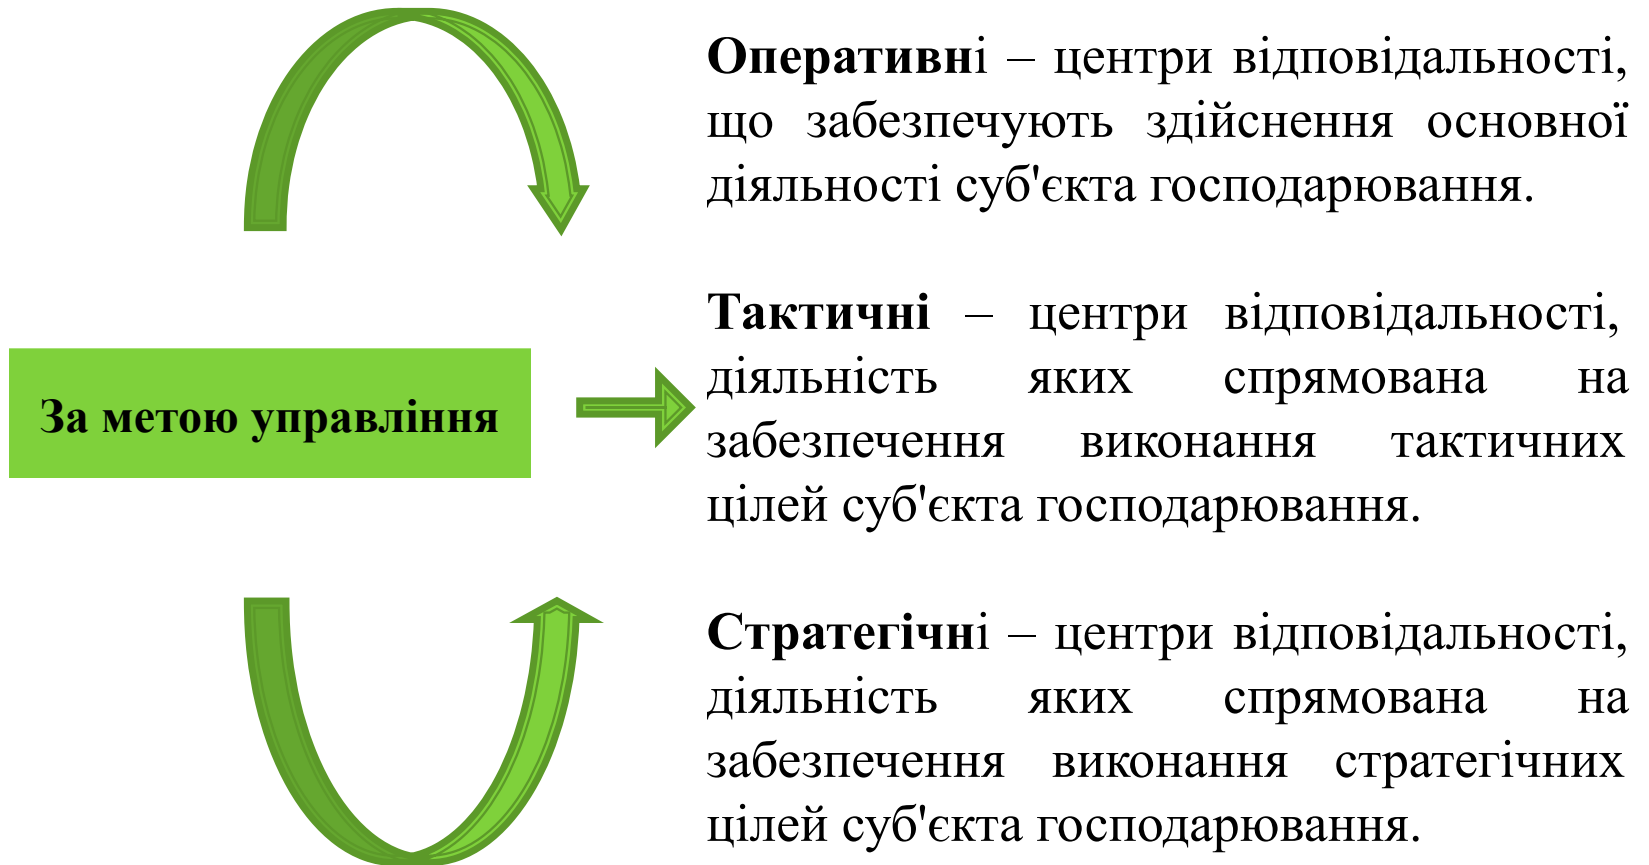 Оперативні – центри відповідальності,
що забезпечують здійснення основної
діяльності суб'єкта господарювання.
За метою управління
Тактичні – центри відповідальності,
діяльність яких спрямована на
забезпечення виконання тактичних
цілей суб'єкта господарювання.
Стратегічні – центри відповідальності,
діяльність яких спрямована на
забезпечення виконання стратегічних
цілей суб'єкта господарювання.